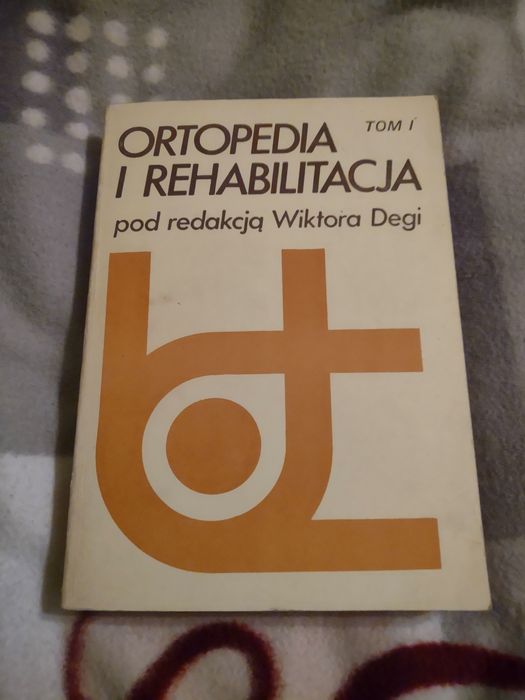 ORTOPEDIA TOM I
I REHABILITACJA
pod redakcją Wiktora Degi